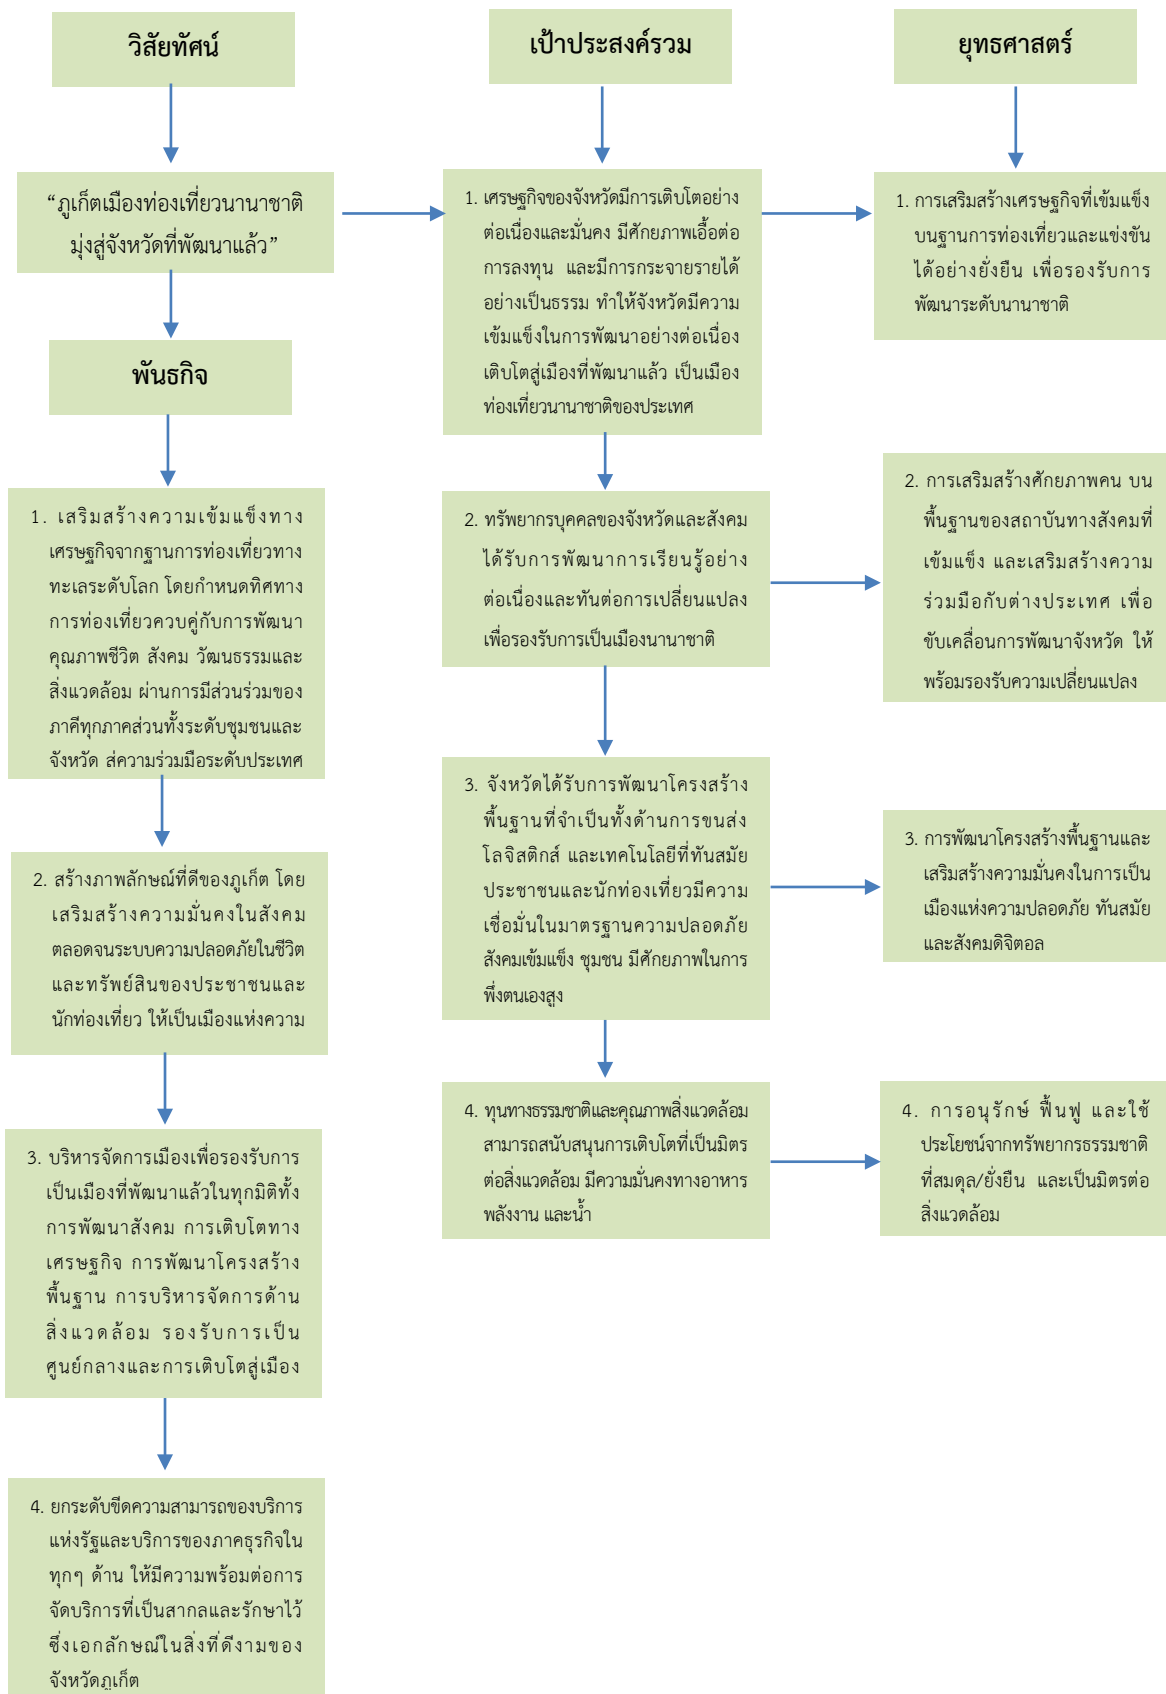 วิสัยทัศน์
“ภูเก็ตเมืองท่องเที่ยวนานาชาติ
มุ่งสู่จังหวัดที่พัฒนาแล้ว”
พันธกิจ
1. เสริมสร้างความเข้มแข็งทาง
เศรษฐกิจจากฐานการท่องเที่ยวทาง
ทะเลระดับโลก โดยกำหนดทิศทาง
การท่องเที่ยวควบคู่กับการพัฒนา
คุณภาพชีวิต สังคม วัฒนธรรมและ
สิ่งแวดล้อม ผ่านการมีส่วนร่วมของ
ภาคีทุกภาคส่วนทั้งระดับชุมชนและ
จังหวัด สู่ความร่วมมือระดับประเทศ
2. สร้างภาพลักษณ์ที่ดีของภูเก็ต โดย
เสริมสร้างความมั่นคงในสังคม
ตลอดจนระบบความปลอดภัยในชีวิต
และทรัพย์สินของประชาชนและ
นักท่องเที่ยว ให้เป็นเมืองแห่งความ
3. บริหารจัดการเมืองเพื่อรองรับการ
เป็นเมืองที่พัฒนาแล้วในทุกมิติทั้ง
การพัฒนาสังคม การเติบโตทาง
เศรษฐกิจ การพัฒนาโครงสร้าง
พื้นฐาน การบริหารจัดการด้าน
สิ่งแวดล้อม รองรับการเป็น
ศูนย์กลางและการเติบโตสู่เมือง
4. ยกระดับขีดความสามารถของบริการ
แห่งรัฐและบริการของภาคธุรกิจใน
ทุกๆ ด้าน ให้มีความพร้อมต่อการ
จัดบริการที่เป็นสากลและรักษาไว้
ซึ่งเอกลักษณ์ในสิ่งที่ดีงามของ
จังหวัดภูเก็ต
เป้าประสงค์รวม
1. เศรษฐกิจของจังหวัดมีการเติบโตอย่าง
ต่อเนื่องและมั่นคง มีศักยภาพเอื้อต่อ
การลงทุน และมีการกระจายรายได้
อย่างเป็นธรรม ทำให้จังหวัดมีความ
เข้มแข็งในการพัฒนาอย่างต่อเนื่อง
เติบโตสู่เมืองที่พัฒนาแล้ว เป็นเมือง
ท่องเที่ยวนานาชาติของประเทศ
2. ทรัพยากรบุคคลของจังหวัดและสังคม
ได้รับการพัฒนาการเรียนรู้อย่าง
ต่อเนื่องและทันต่อการเปลี่ยนแปลง
เพื่อรองรับการเป็นเมืองนานาชาติ
3. จังหวัดได้รับการพัฒนาโครงสร้าง
พื้นฐานที่จำเป็นทั้งด้านการขนส่ง
โลจิสติกส์ และเทคโนโลยีที่ทันสมัย
ประชาชนและนักท่องเที่ยวมีความ
เชื่อมั่นในมาตรฐานความปลอดภัย
สังคมเข้มแข็ง ชุมชน มีศักยภาพในการ
พึ่งตนเองสูง
4. ทุนทางธรรมชาติและคุณภาพสิ่งแวดล้อม
สามารถสนับสนุนการเติบโตที่เป็นมิตร
ต่อสิ่งแวดล้อม มีความมั่นคงทางอาหาร
พลังงาน และน้ำ
ยุทธศาสตร์
1. การเสริมสร้างเศรษฐกิจที่เข้มแข็ง
บนฐานการท่องเที่ยวและแข่งขัน
ได้อย่างยั่งยืน เพื่อรองรับการ
พัฒนาระดับนานาชาติ
2. การเสริมสร้างศักยภาพคน บน
พื้นฐานของสถาบันทางสังคมที่
เข้มแข็ง และเสริมสร้างความ
ร่วมมือกับต่างประเทศ เพื่อ
ขับเคลื่อนการพัฒนาจังหวัด ให้
พร้อมรองรับความเปลี่ยนแปลง
3. การพัฒนาโครงสร้างพื้นฐานและ
เสริมสร้างความมั่นคงในการเป็น
เมืองแห่งความปลอดภัย ทันสมัย
และสังคมดิจิตอล
4. การอนุรักษ์ ฟื้นฟู และใช้
ประโยชน์จากทรัพยากรธรรมชาติ
ที่สมดุล/ยั่งยืน และเป็นมิตรต่อ
สิ่งแวดล้อม